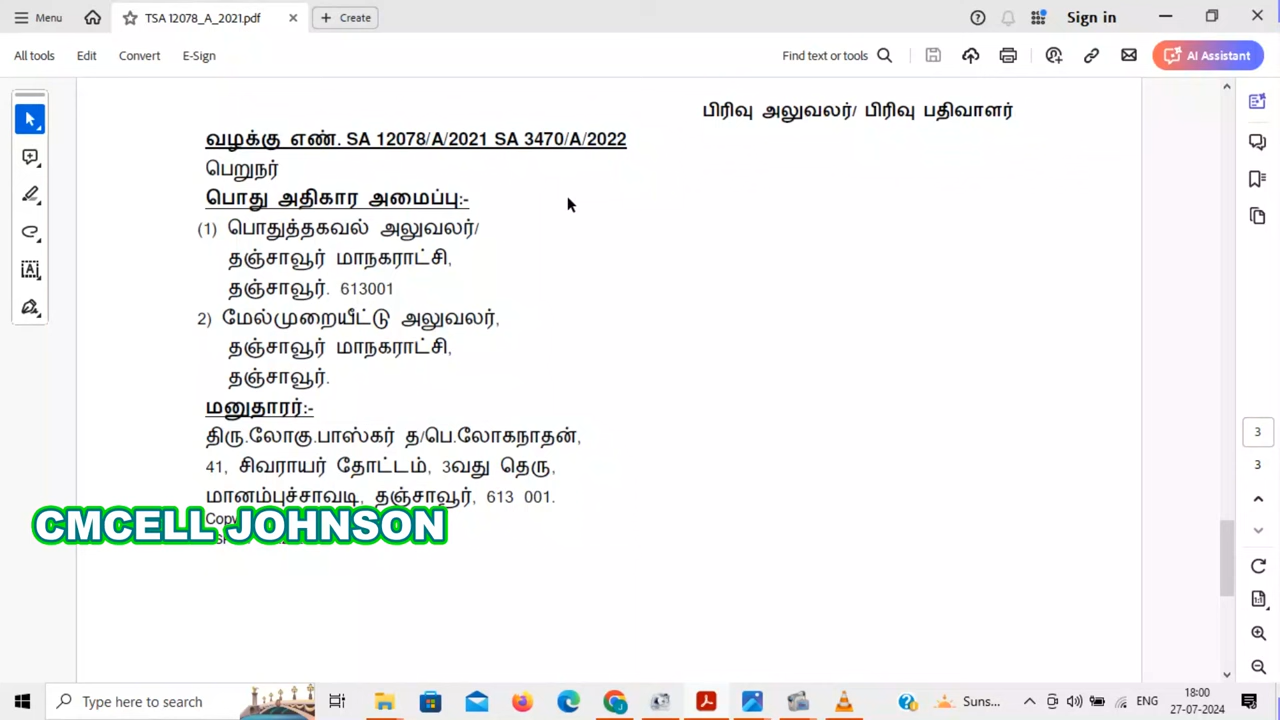 Menu
TSA 12078_A_2021.pdf
Create
Sign in
All tools
Edit
Convert
E-Sign
Find text or tools
AI Assistant
பிரிவு அலுவலர்/ பிரிவு பதிவாளர்
வழக்கு எண். SA 12078/A/2021 SA 3470/A/2022
பெறுநர்
பொது அதிகார அமைப்பு:-
(1) பொதுத்தகவல் அலுவலர்/
தஞ்சாவூர் மாநகராட்சி,
தஞ்சாவூர். 613001
2) மேல்முறையீட்டு அலுவலர்,
தஞ்சாவூர் மாநகராட்சி,
தஞ்சாவூர்.
மனுதாரர்:-
திரு.லோகு.பாஸ்கர் த/பெ.லோகநாதன்,
41, சிவராயர் தோட்டம், 3வது தெரு,
மானம்புச்சாவடி, தஞ்சாவூர், 613 001.
CMCELL JOHNSON
3
3
Type here to search
Suns...
ENG
18:00
27-07-2024